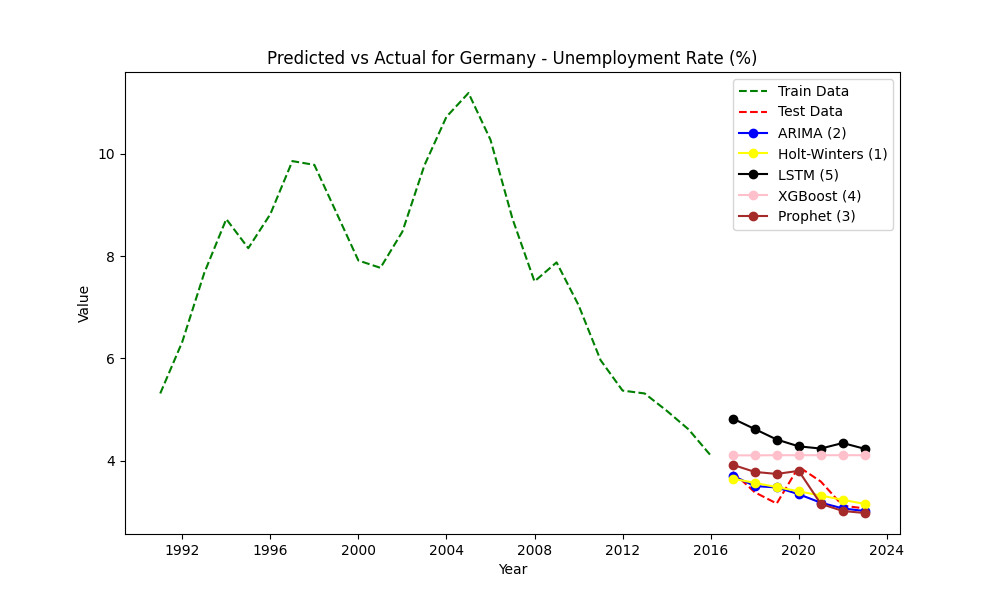 Predicted vs Actual for Germany - Unemployment Rate (%)
Train Data
Test Data
ARIMA (2)
Holt-Winters (1)
LSTM (5)
XGBoost (4)
Prophet (3)
10
8
6
4
Value
1992 1996 2000 2004 2008 2012 2016 2020 2024
Year